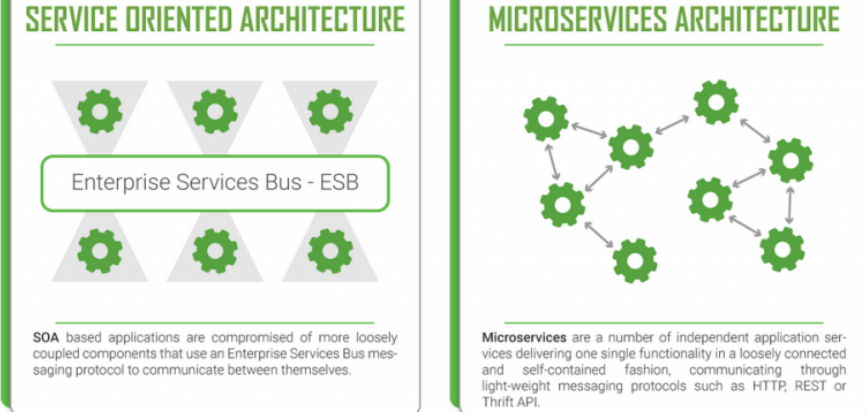 SERVICE ORIENTED ARCHITECTURE
Enterprise Services Bus - ESB
SOA based applications are compromised of more loosely
coupled components that use an Enterprise Services Bus mes-
saging protocol to communicate between themselves.
MICROSERVICES ARCHITECTURE
Microservices are a number of independent application ser-
vices delivering one single functionality in a loosely connected
and self-contained fashion, communicating through
light-weight messaging protocols such as HTTP, REST or
Thrift API.